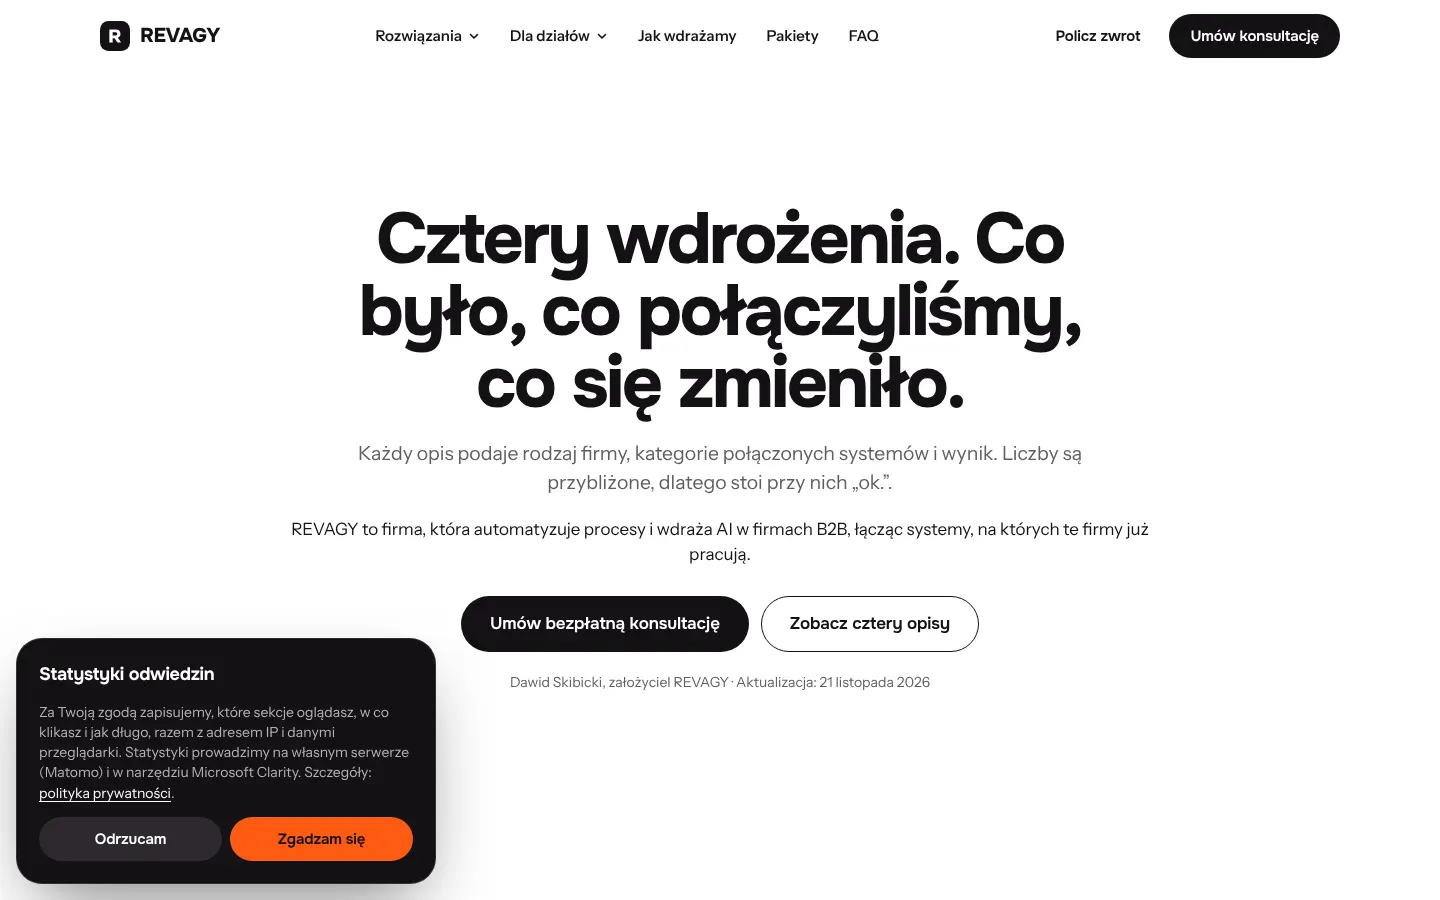 R REVAGY
Rozwiązania
Dla działów
Jak wdrażamy
Pakiety
FAQ
Policz zwrot
Umów konsultację
Cztery wdrożenia. Co
było, co połączyliśmy,
co się zmieniło.
Każdy opis podaje rodzaj firmy, kategorie połączonych systemów i wynik. Liczby są
przybliżone, dlatego stoi przy nich „ok.”.
REVAGY to firma, która automatyzuje procesy i wdraża AI w firmach B2B, łącząc systemy, na których te firmy już
pracują.
Umów bezpłatną konsultację
Zobacz cztery opisy
Dawid Skibicki, założyciel REVAGY · Aktualizacja: 21 listopada 2026
Statystyki odwiedzin
Za Twoją zgodą zapisujemy, które sekcje oglądasz, w co
klikasz i jak długo, razem z adresem IP i danymi
przeglądarki. Statystyki prowadzimy na własnym serwerze
(Matomo) i w narzędziu Microsoft Clarity. Szczegóły:
polityka prywatności.
Odrzucam
Zgadzam się